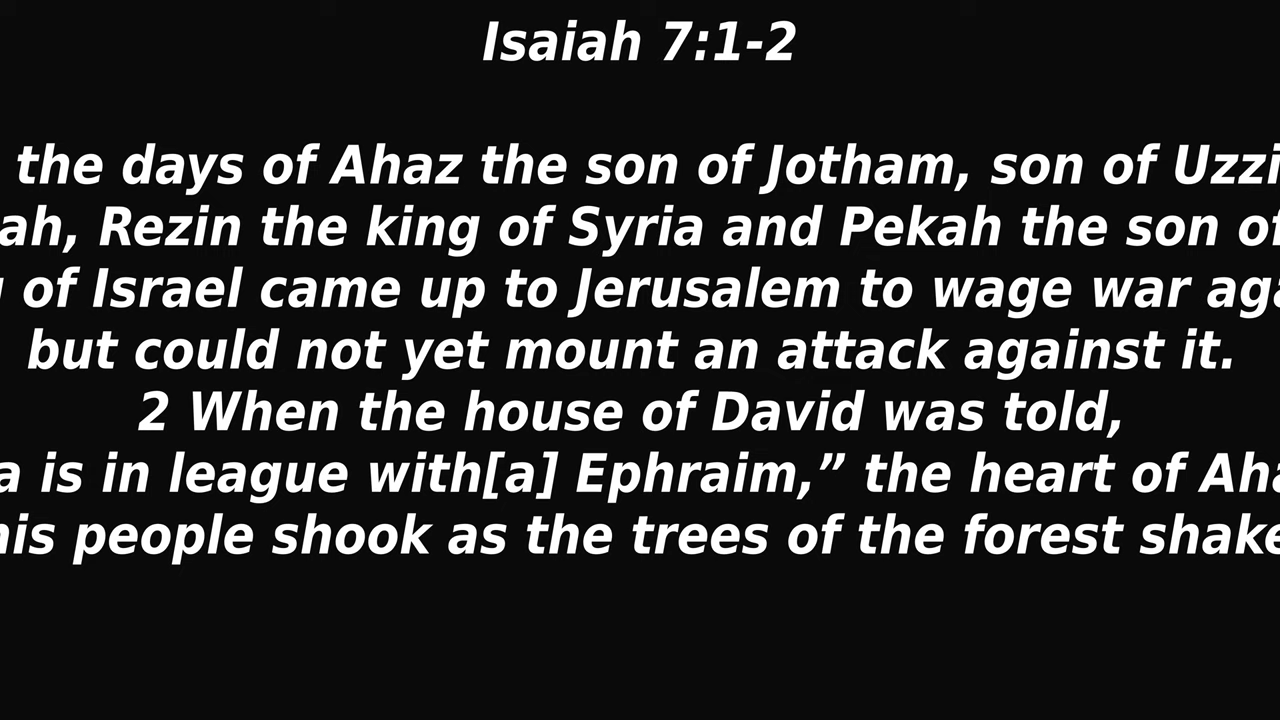 Isaiah 7:1-2
the days of Ahaz the son of Jotham, son of Uzzi
ah, Rezin the king of Syria and Pekah the son of
of Israel came up to Jerusalem to wage war aga
but could not yet mount an attack against it.
2 When the house of David was told,
a is in league with[a] Ephraim,” the heart of Aha
his people shook as the trees of the forest shake